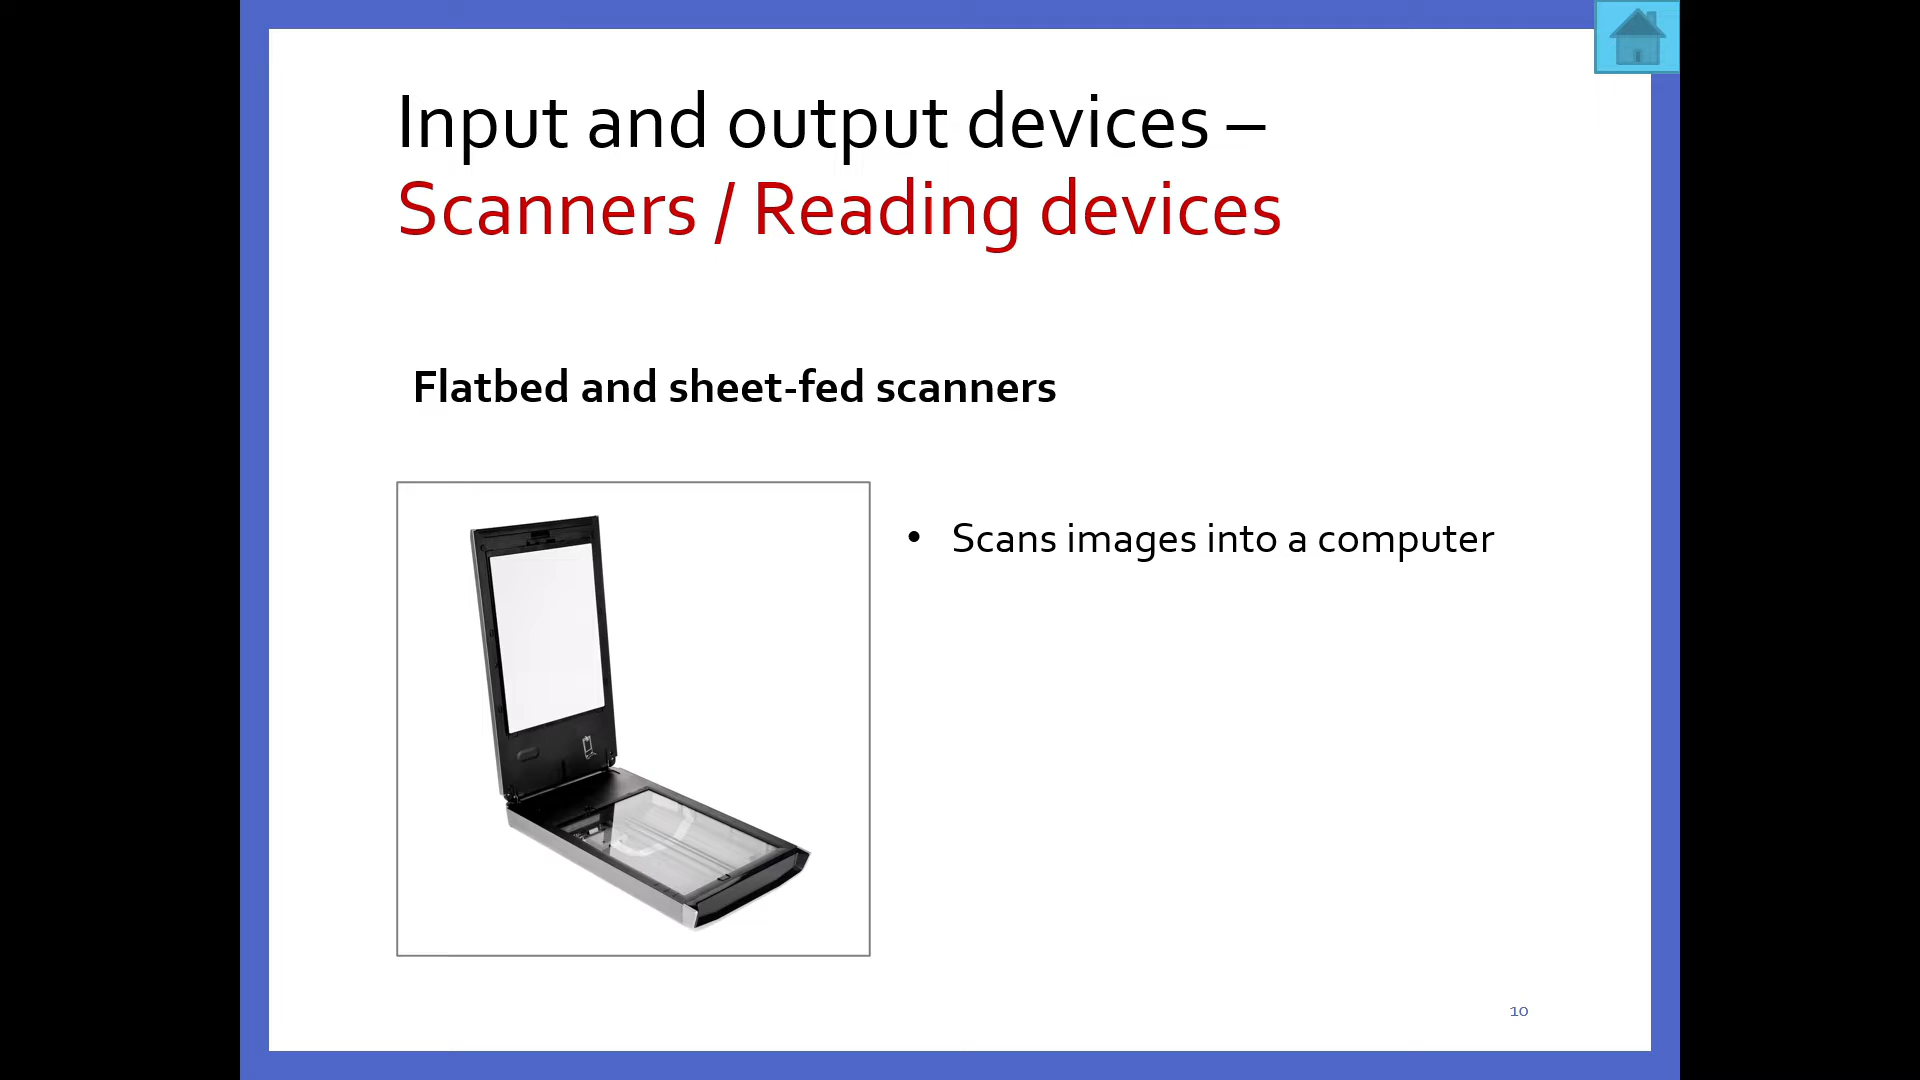 Input and output devices –
Scanners / Reading devices
Flatbed and sheet-fed scanners
• Scans images into a computer
10